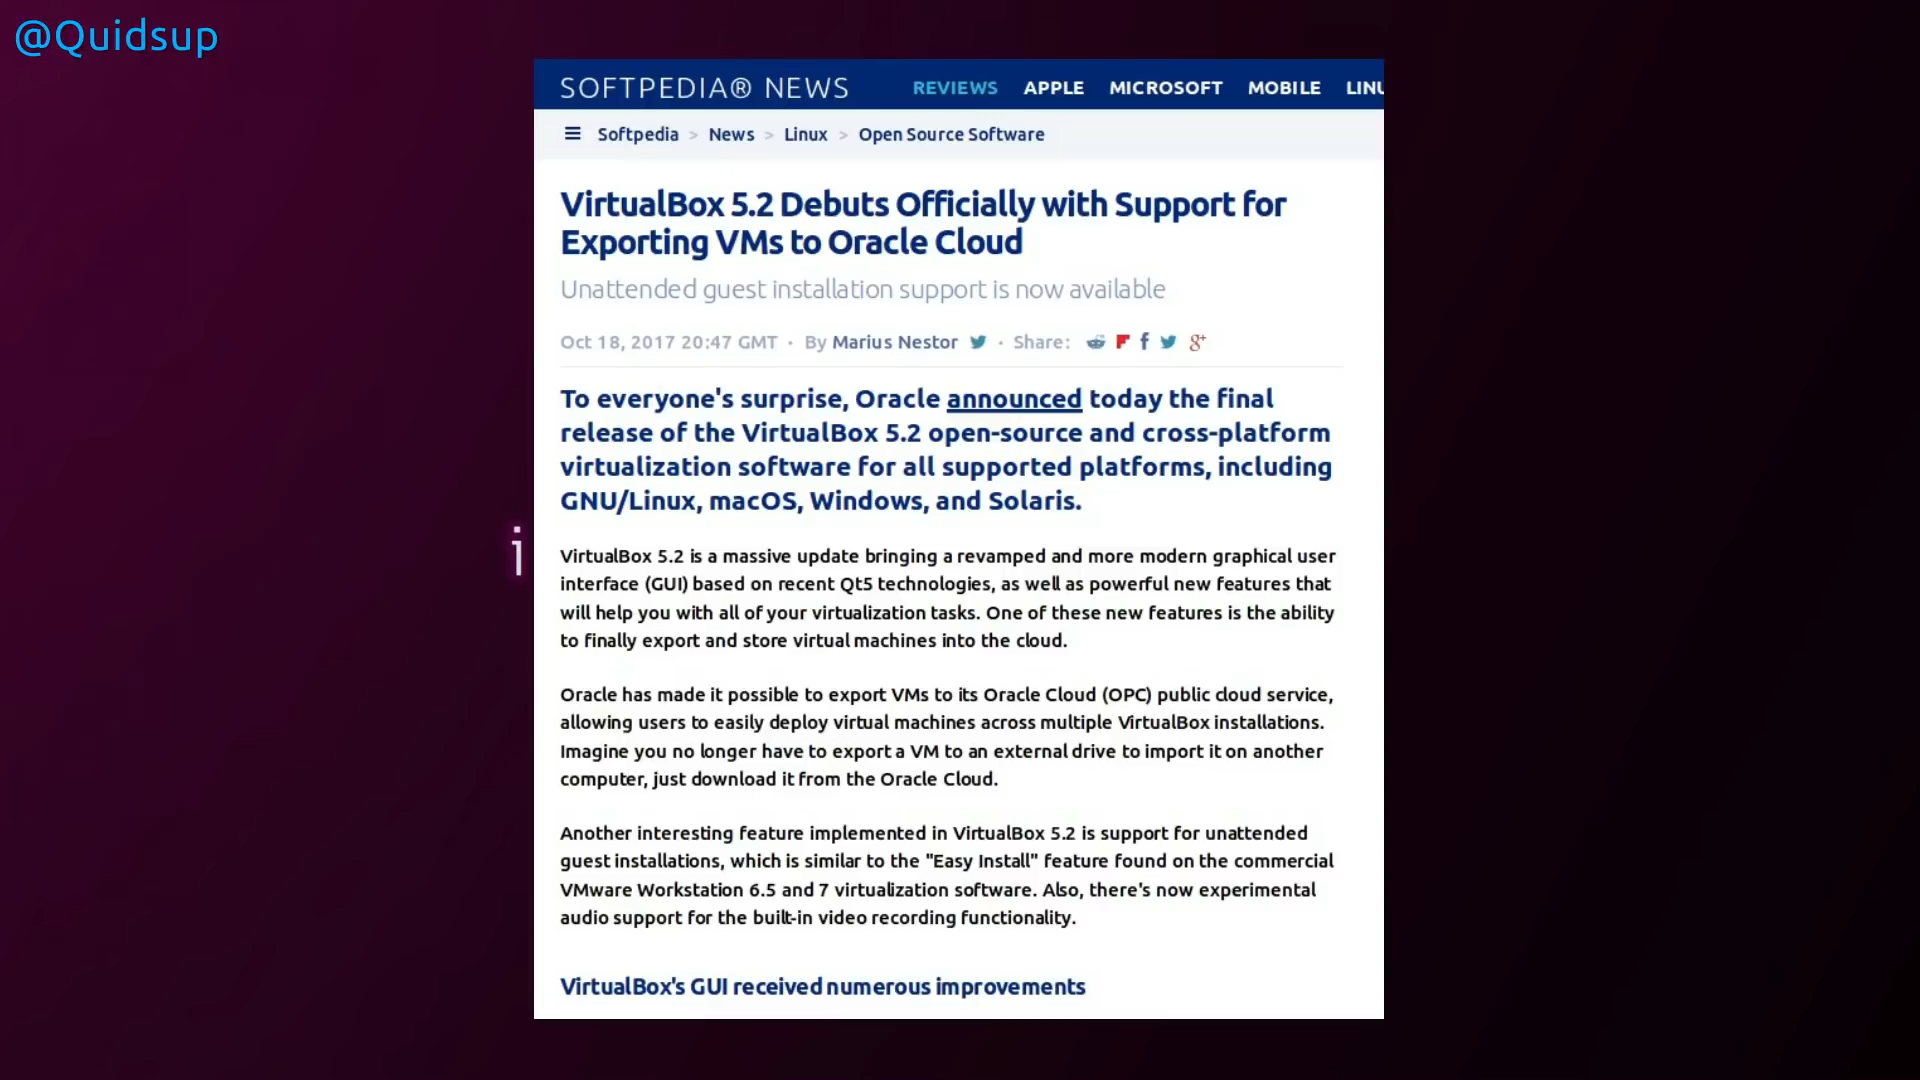 @Quidsup
SOFTPEDIA® NEWS REVIEWS APPLE MICROSOFT MOBILE LINU
Softpedia > News > Linux > Open Source Software
VirtualBox 5.2 Debuts Officially with Support for
Exporting VMs to Oracle Cloud
Unattended guest installation support is now available
Oct 18, 2017 20:47 GMT · By Marius Nestor · Share:
To everyone's surprise, Oracle announced today the final
release of the VirtualBox 5.2 open-source and cross-platform
virtualization software for all supported platforms, including
GNU/Linux, macOS, Windows, and Solaris.
i
VirtualBox 5.2 is a massive update bringing a revamped and more modern graphical user
interface (GUI) based on recent Qt5 technologies, as well as powerful new features that
will help you with all of your virtualization tasks. One of these new features is the ability
to finally export and store virtual machines into the cloud.
Oracle has made it possible to export VMs to its Oracle Cloud (OPC) public cloud service,
allowing users to easily deploy virtual machines across multiple VirtualBox installations.
Imagine you no longer have to export a VM to an external drive to import it on another
computer, just download it from the Oracle Cloud.
Another interesting feature implemented in VirtualBox 5.2 is support for unattended
guest installations, which is similar to the "Easy Install" feature found on the commercial
VMware Workstation 6.5 and 7 virtualization software. Also, there's now experimental
audio support for the built-in video recording functionality.
VirtualBox's GUI received numerous improvements